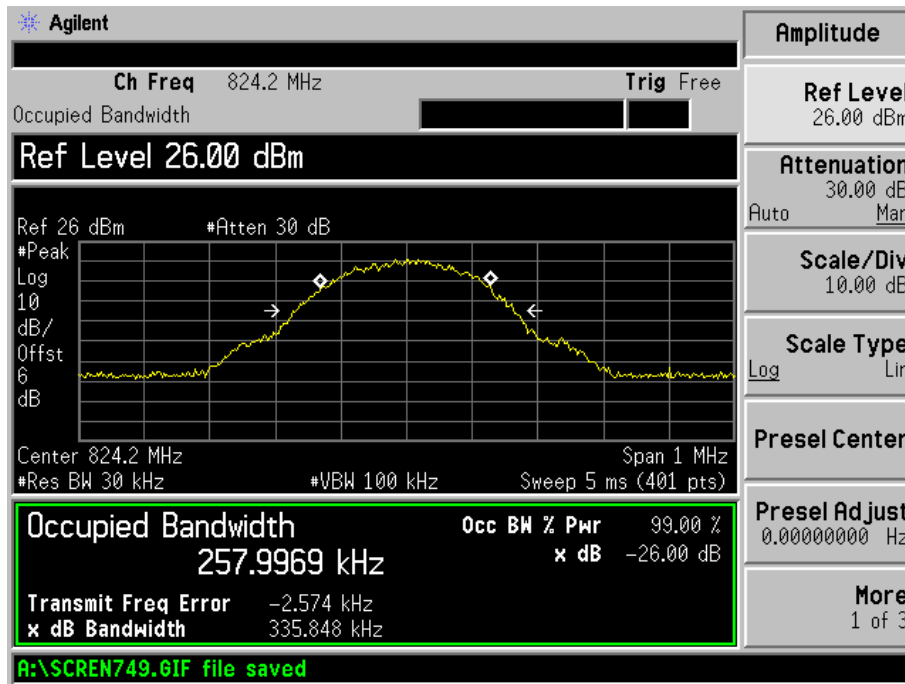 Agilent
Ch Freq 824.2 MHz Trig Free
Occupied Bandwidth
Ref Level 26.00 dBm
Ref 26 dBm #Atten 30 dB
#Peak
Log
10
dB/
Offst
6
dB
Center 824.2 MHz Span 1 MHz
#Res BW 30 kHz #VBW 100 kHz Sweep 5 ms (401 pts)
Occupied Bandwidth Occ BW % Pwr 99.00 %
257.9969 kHz x dB -26.00 dB
Transmit Freq Error -2.574 kHz
x dB Bandwidth 335.848 kHz
A:\SCREN749.GIF file saved
Amplitude
Ref Level
26.00 dBm
Attenuation
30.00 dB
Auto Man
Scale/Div
10.00 dB
Scale Type
Log Lin
Presel Center
Presel Adjust
0.00000000 Hz
More
1 of 3